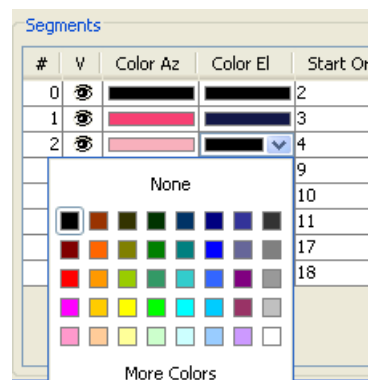 Segments
# V Color Az Color El Start Or
0 2
1 3
2 4
None 9
10
11
17
18
More Colors